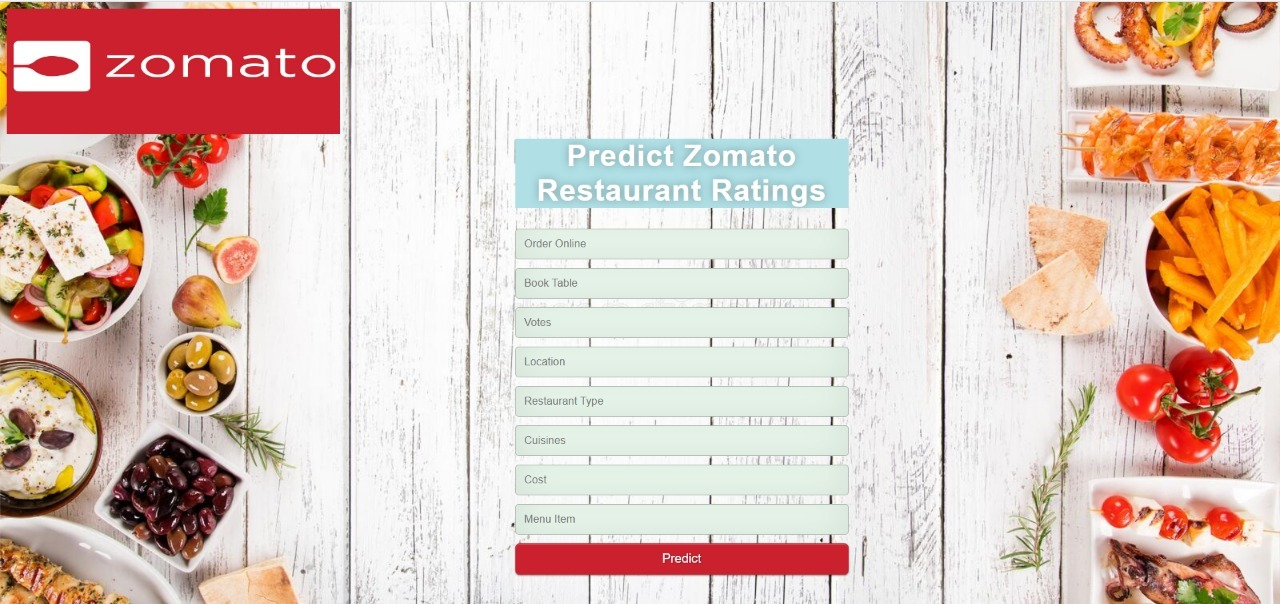 zomato
Predict Zomato
Restaurant Ratings
Order Online
Book Table
Votes
Location
Restaurant Type
Cuisines
Cost
Menu Item
Predict